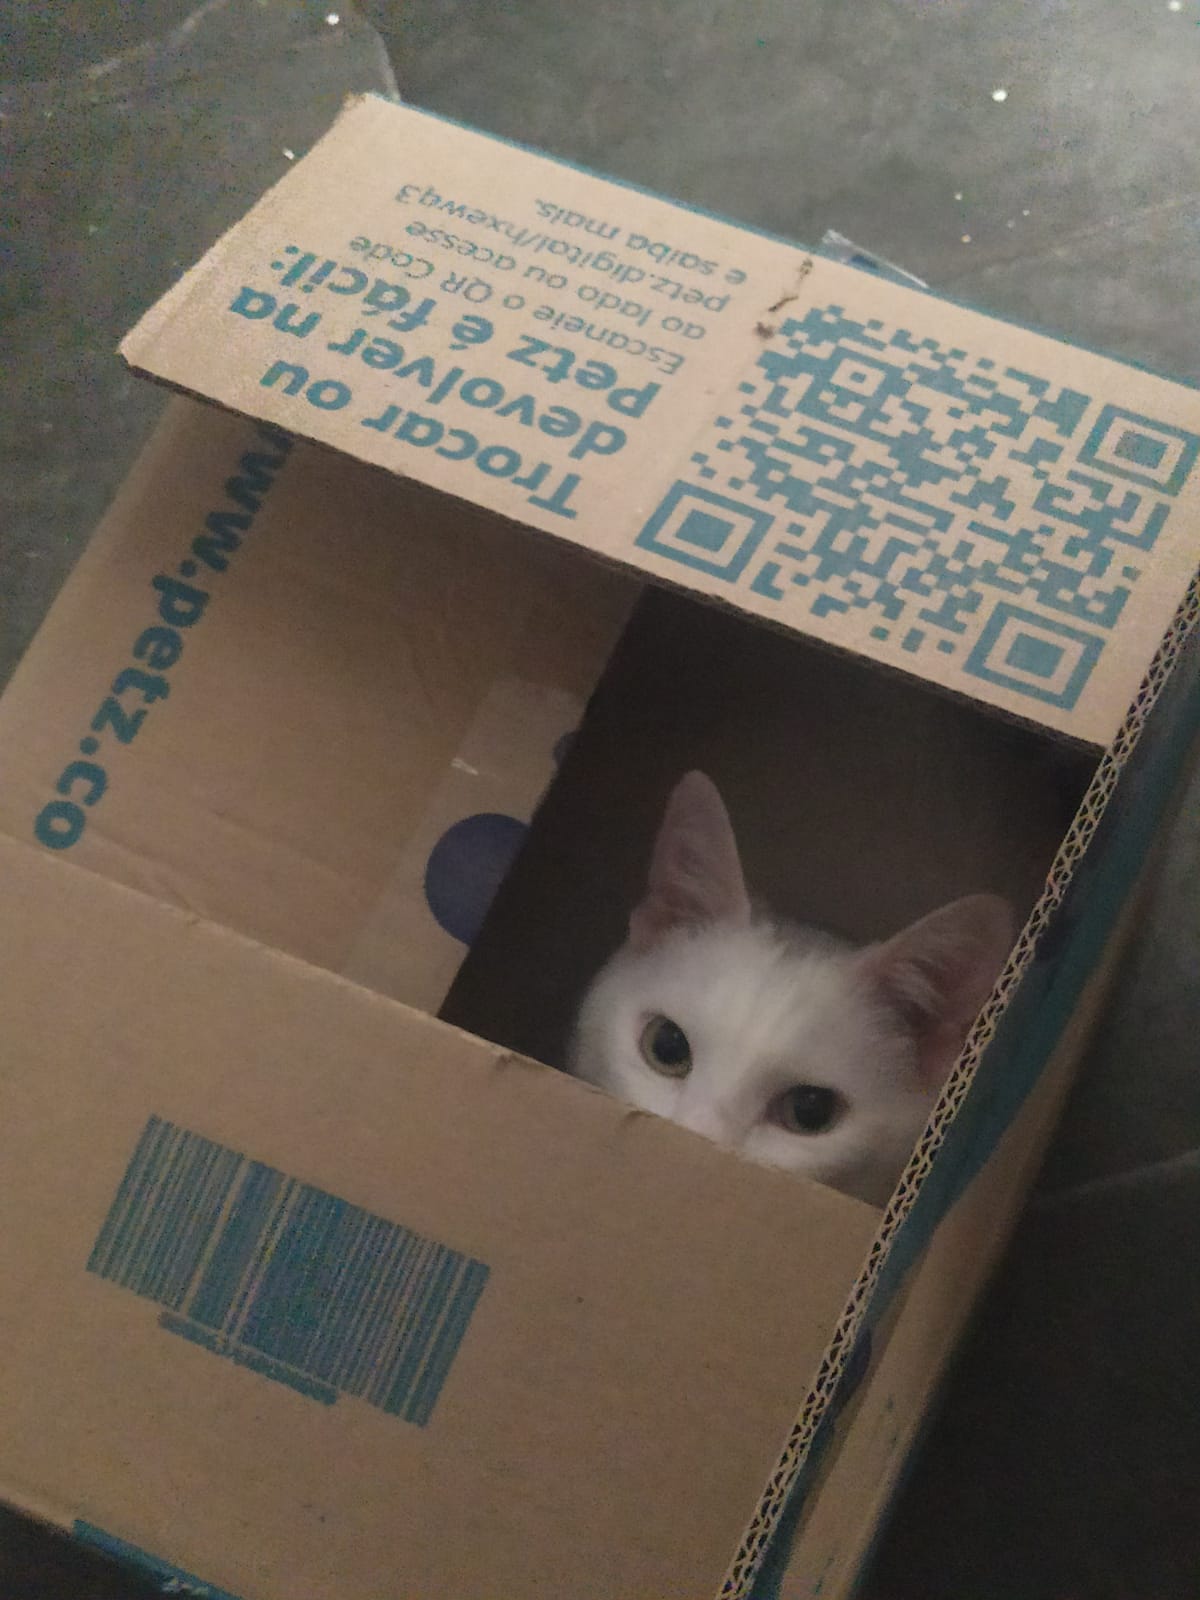 Trocar ou
devolver na
Petz é fácil:
Escaneie o QR Code
ao lado ou acesse
petz.digital/hxewq3
e saiba mais.
ww.petz.co